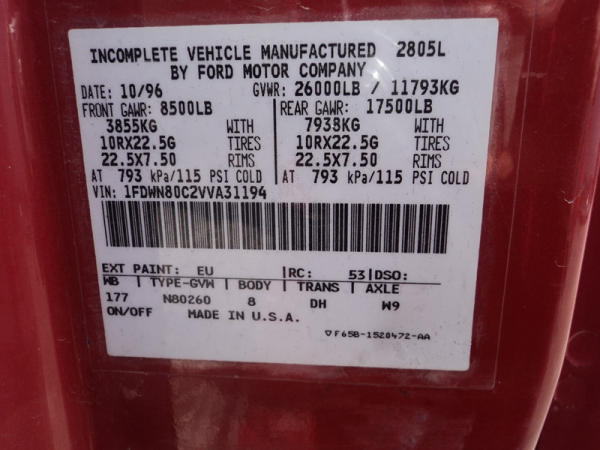 INCOMPLETE VEHICLE MANUFACTURED 2805L
BY FORD MOTOR COMPANY
DATE: 10/96 GVWR: 26000LB / 11793KG
FRONT GAWR: 8500LB REAR GAWR: 17500LB
3855KG WITH 7938KG WITH
10RX22.5G TIRES 10RX22.5G TIRES
22.5X7.50 RIMS 22.5X7.50 RIMS
AT 793 kPa/115 PSI COLD AT 793 kPa/115 PSI COLD
VIN: 1FDWN80C2VVA31194
EXT PAINT: EU |RC: 53|DSO:
WB | TYPE-GVW | BODY | TRANS | AXLE
177 N80260 8 DH W9
ON/OFF MADE IN U.S.A.
▽F65B-1520472-AA